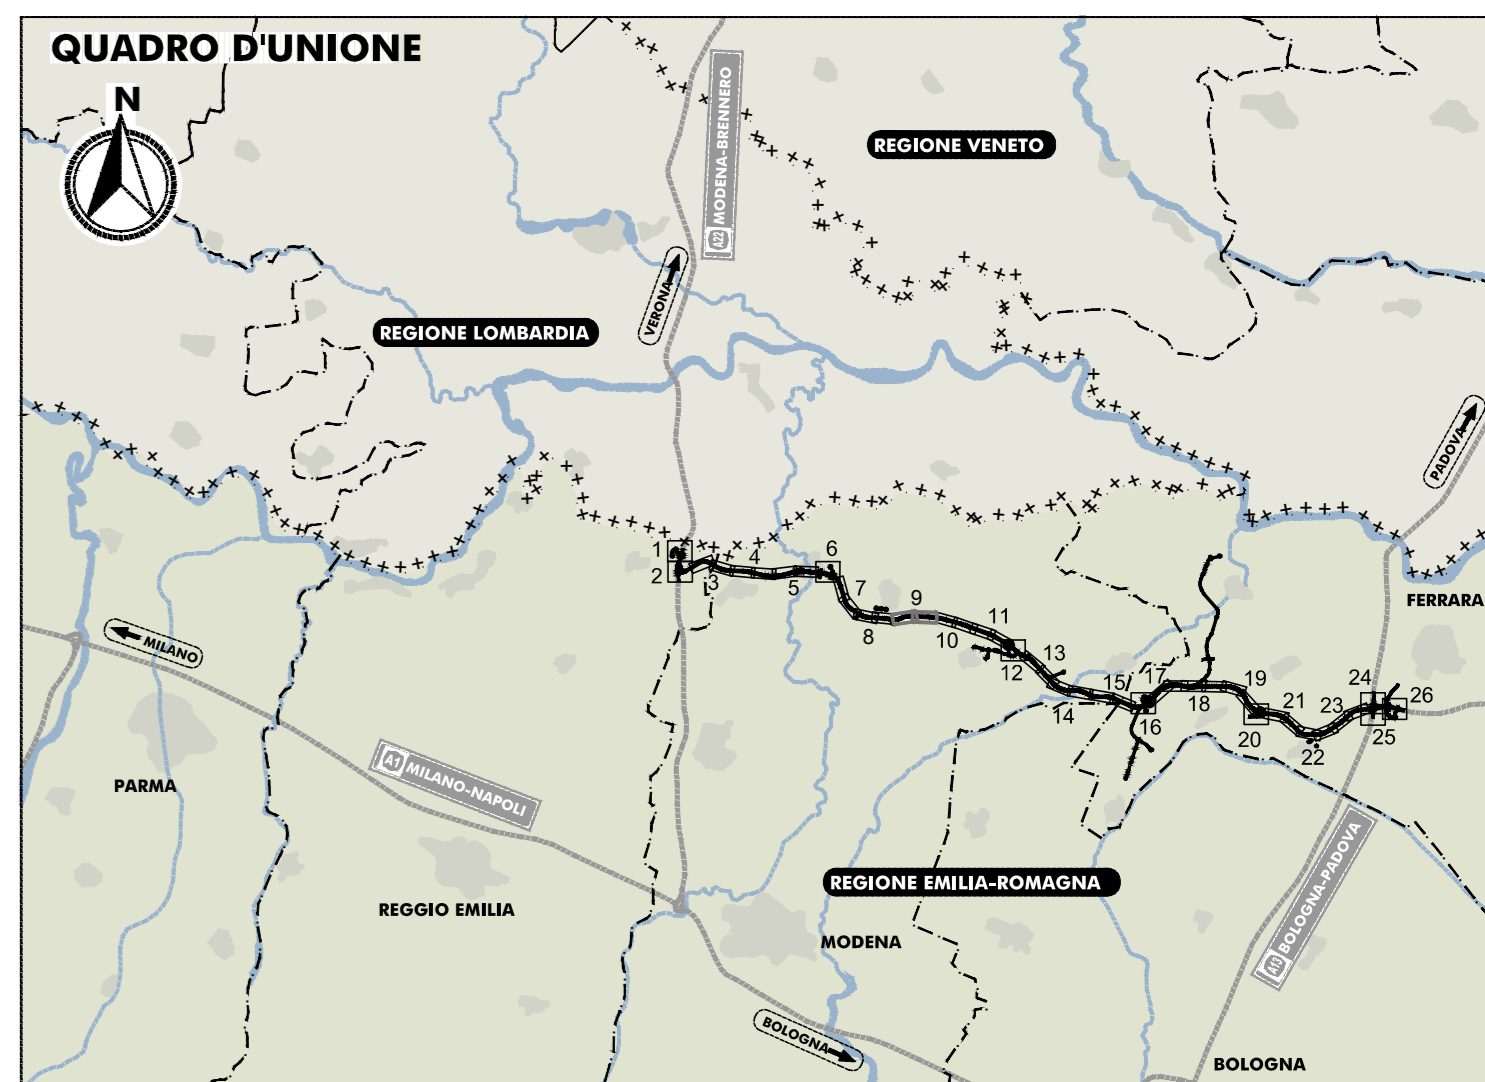 QUADRO D'UNIONE
N
A22 MODENA-BRENNERO
REGIONE VENETO
VERONA
REGIONE LOMBARDIA
PADOVA
1
2
3
4
5
6
7
8
9
10
11
12
13
14
15
16
17
18
19
20
21
22
23
24
25
26
FERRARA
MILANO
PARMA
A1 MILANO-NAPOLI
REGIONE EMILIA-ROMAGNA
A13 BOLOGNA-PADOVA
REGGIO EMILIA
MODENA
BOLOGNA
BOLOGNA